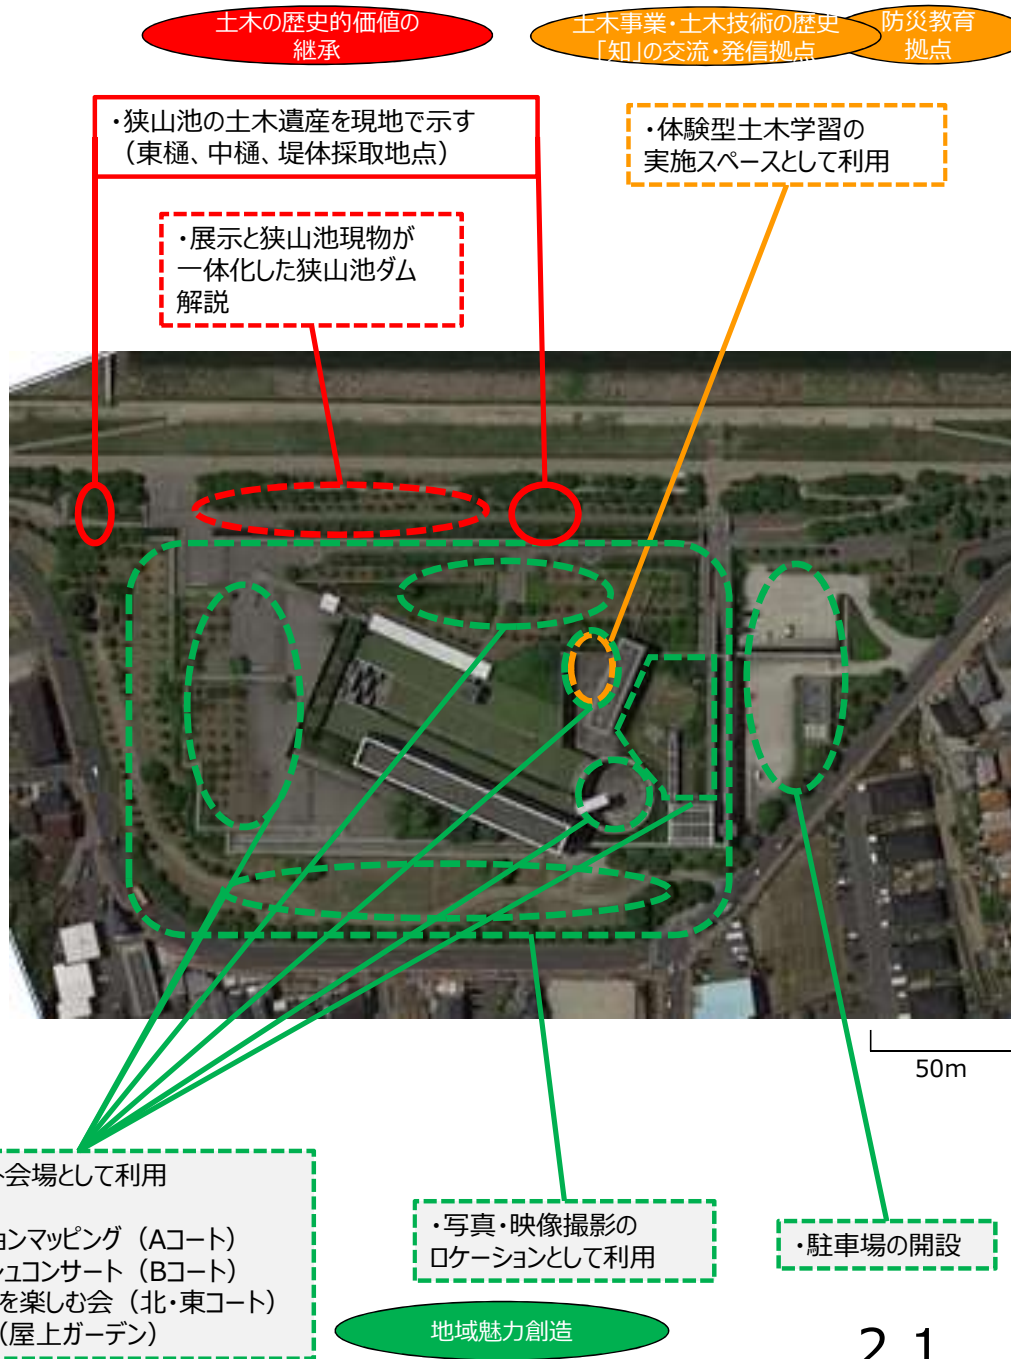 土木の歴史的価値の
継承
土木事業・土木技術の歴史
「知」の交流・発信拠点
防災教育
拠点
・狭山池の土木遺産を現地で示す
（東樋、中樋、堤体採取地点）
・体験型土木学習の
実施スペースとして利用
・展示と狭山池現物が
一体化した狭山池ダム
解説
50m
ト会場として利用
ョンマッピング（Aコート）
シュコンサート（Bコート）
を楽しむ会（北・東コート）
（屋上ガーデン）
・写真・映像撮影の
ロケーションとして利用
・駐車場の開設
地域魅力創造
21